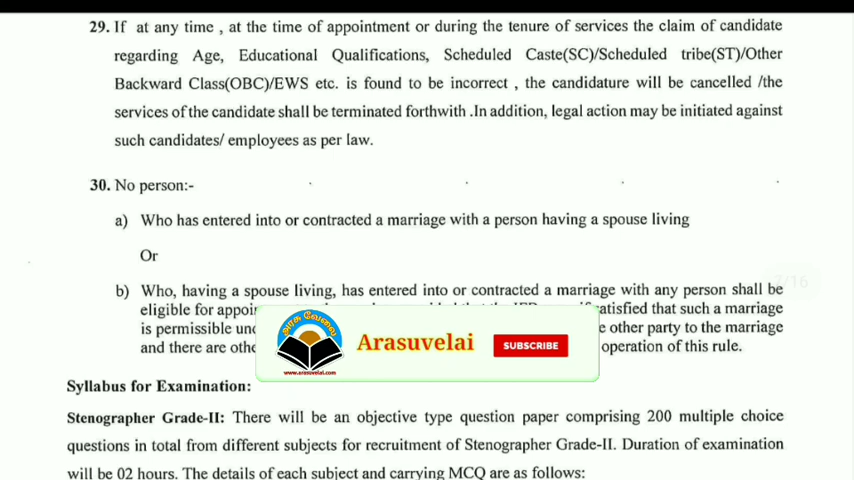 29. If at any time , at the time of appointment or during the tenure of services the claim of candidate
regarding Age, Educational Qualifications, Scheduled Caste(SC)/Scheduled tribe(ST)/Other
Backward Class(OBC)/EWS etc. is found to be incorrect , the candidature will be cancelled /the
services of the candidate shall be terminated forthwith .In addition, legal action may be initiated against
such candidates/ employees as per law.
30. No person:-
a) Who has entered into or contracted a marriage with a person having a spouse living
Or
7/16
b) Who, having a spouse living, has entered into or contracted a marriage with any person shall be
eligible for satisfied that such a marriage
is permissible other party to the marriage
and there are operation of this rule.
அரசு வேலை
www.arasuvelai.com
Arasuvelai
SUBSCRIBE
Syllabus for Examination:
Stenographer Grade-II: There will be an objective type question paper comprising 200 multiple choice
questions in total from different subjects for recruitment of Stenographer Grade-II. Duration of examination
will be 02 hours. The details of each subject and carrying MCQ are as follows: